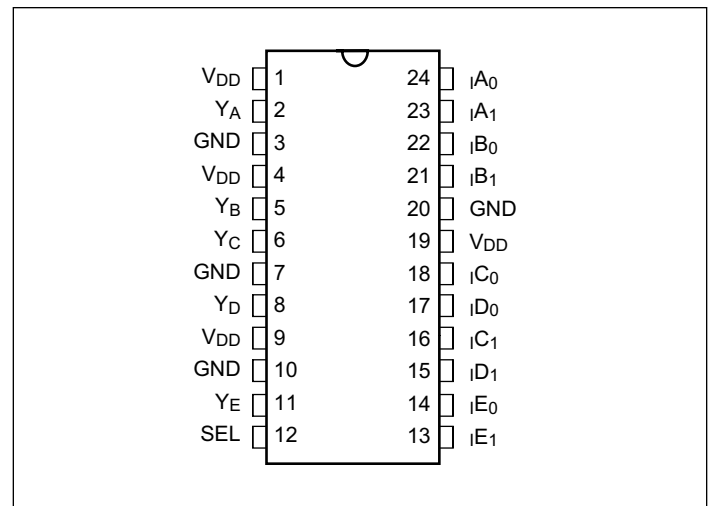 VDD 1 24 IA0
YA 2 23 IA1
GND 3 22 IB0
VDD 4 21 IB1
YB 5 20 GND
YC 6 19 VDD
GND 7 18 IC0
YD 8 17 ID0
VDD 9 16 IC1
GND 10 15 ID1
YE 11 14 IE0
SEL 12 13 IE1